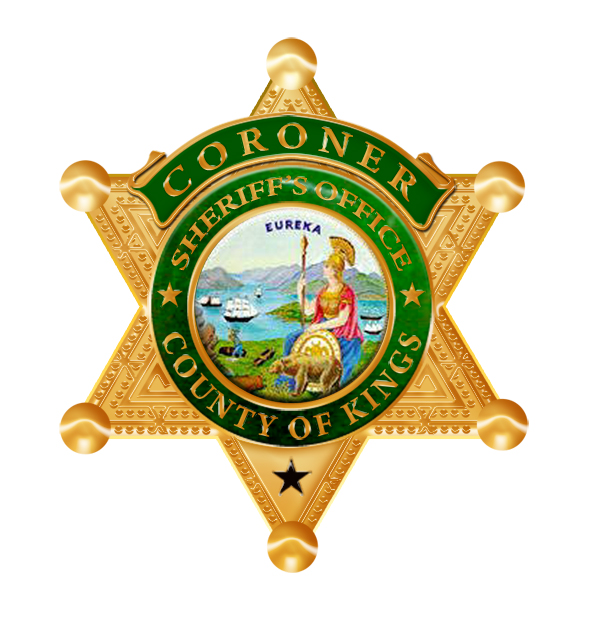 CORONER
SHERIFF'S OFFICE
EUREKA
COUNTY OF KINGS